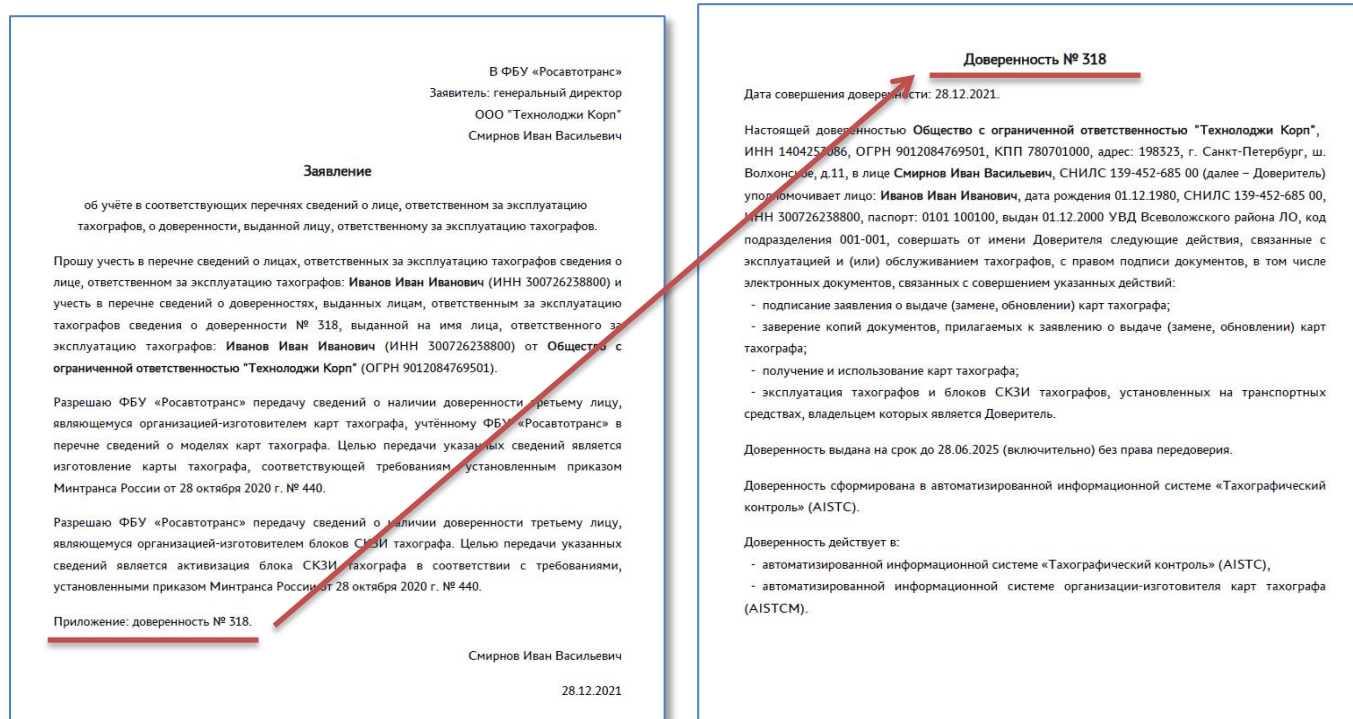 В ФБУ «Росавтотранс»
Заявитель: генеральный директор
ООО "Технолоджи Корп"
Смирнов Иван Васильевич
Заявление
об учёте в соответствующих перечнях сведений о лице, ответственном за эксплуатацию
тахографов, о доверенности, выданной лицу, ответственному за эксплуатацию тахографов.
Прошу учесть в перечне сведений о лицах, ответственных за эксплуатацию тахографов сведения о
лице, ответственном за эксплуатацию тахографов: Иванов Иван Иванович (ИНН 300726238800) и
учесть в перечне сведений о доверенностях, выданных лицам, ответственным за эксплуатацию
тахографов сведения о доверенности № 318, выданной на имя лица, ответственного за
эксплуатацию тахографов: Иванов Иван Иванович (ИНН 300726238800) от Общество с
ограниченной ответственностью "Технолоджи Корп" (ОГРН 9012084769501).
Разрешаю ФБУ «Росавтотранс» передачу сведений о наличии доверенности третьему лицу,
являющемуся организацией-изготовителем карт тахографа, учтённому ФБУ «Росавтотранс» в
перечне сведений о моделях карт тахографа. Целью передачи указанных сведений является
изготовление карты тахографа, соответствующей требованиям, установленным приказом
Минтранса России от 28 октября 2020 г. № 440.
Разрешаю ФБУ «Росавтотранс» передачу сведений о наличии доверенности третьему лицу,
являющемуся организацией-изготовителем блоков СКЗИ тахографа. Целью передачи указанных
сведений является активизация блока СКЗИ тахографа в соответствии с требованиями,
установленными приказом Минтранса России от 28 октября 2020 г. № 440.
Приложение: доверенность № 318.
Смирнов Иван Васильевич
28.12.2021
Доверенность № 318
Дата совершения доверенности: 28.12.2021.
Настоящей доверенностью Общество с ограниченной ответственностью "Технолоджи Корп",
ИНН 1404257086, ОГРН 9012084769501, КПП 780701000, адрес: 198323, г. Санкт-Петербург, ш.
Волхонское, д.11, в лице Смирнов Иван Васильевич, СНИЛС 139-452-685 00 (далее – Доверитель)
уполномочивает лицо: Иванов Иван Иванович, дата рождения 01.12.1980, СНИЛС 139-452-685 00,
ИНН 300726238800, паспорт: 0101 100100, выдан 01.12.2000 УВД Всеволожского района ЛО, код
подразделения 001-001, совершать от имени Доверителя следующие действия, связанные с
эксплуатацией и (или) обслуживанием тахографов, с правом подписи документов, в том числе
электронных документов, связанных с совершением указанных действий:
- подписание заявления о выдаче (замене, обновлении) карт тахографа;
- заверение копий документов, прилагаемых к заявлению о выдаче (замене, обновлении) карт
тахографа;
- получение и использование карт тахографа;
- эксплуатация тахографов и блоков СКЗИ тахографов, установленных на транспортных
средствах, владельцем которых является Доверитель.
Доверенность выдана на срок до 28.06.2025 (включительно) без права передоверия.
Доверенность сформирована в автоматизированной информационной системе «Тахографический
контроль» (AISTC).
Доверенность действует в:
- автоматизированной информационной системе «Тахографический контроль» (AISTC),
- автоматизированной информационной системе организации-изготовителя карт тахографа
(AISTCM).